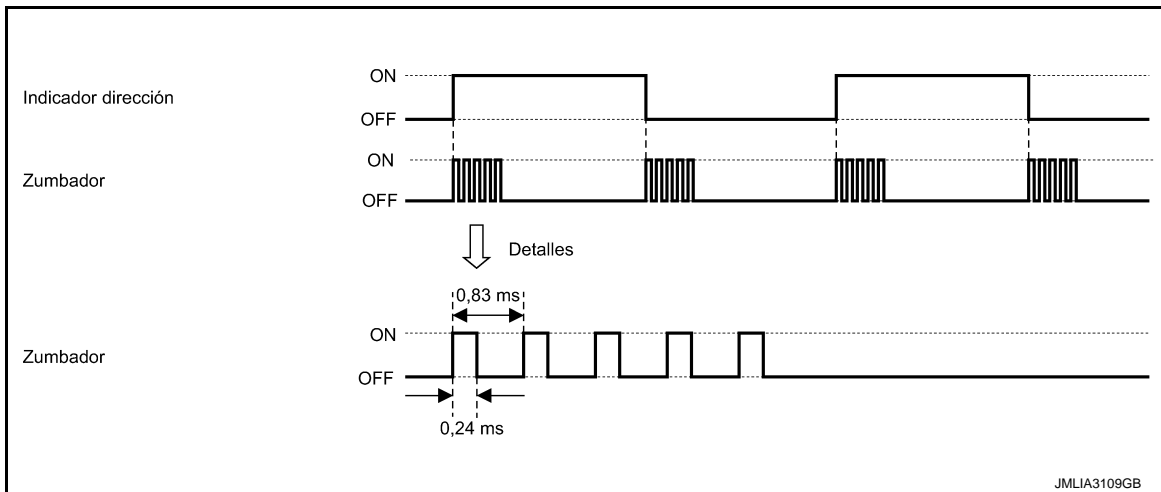 ON
Indicador dirección
OFF
ON
Zumbador
OFF
Detalles
0,83 ms
ON
Zumbador
OFF
0,24 ms
JMLIA3109GB